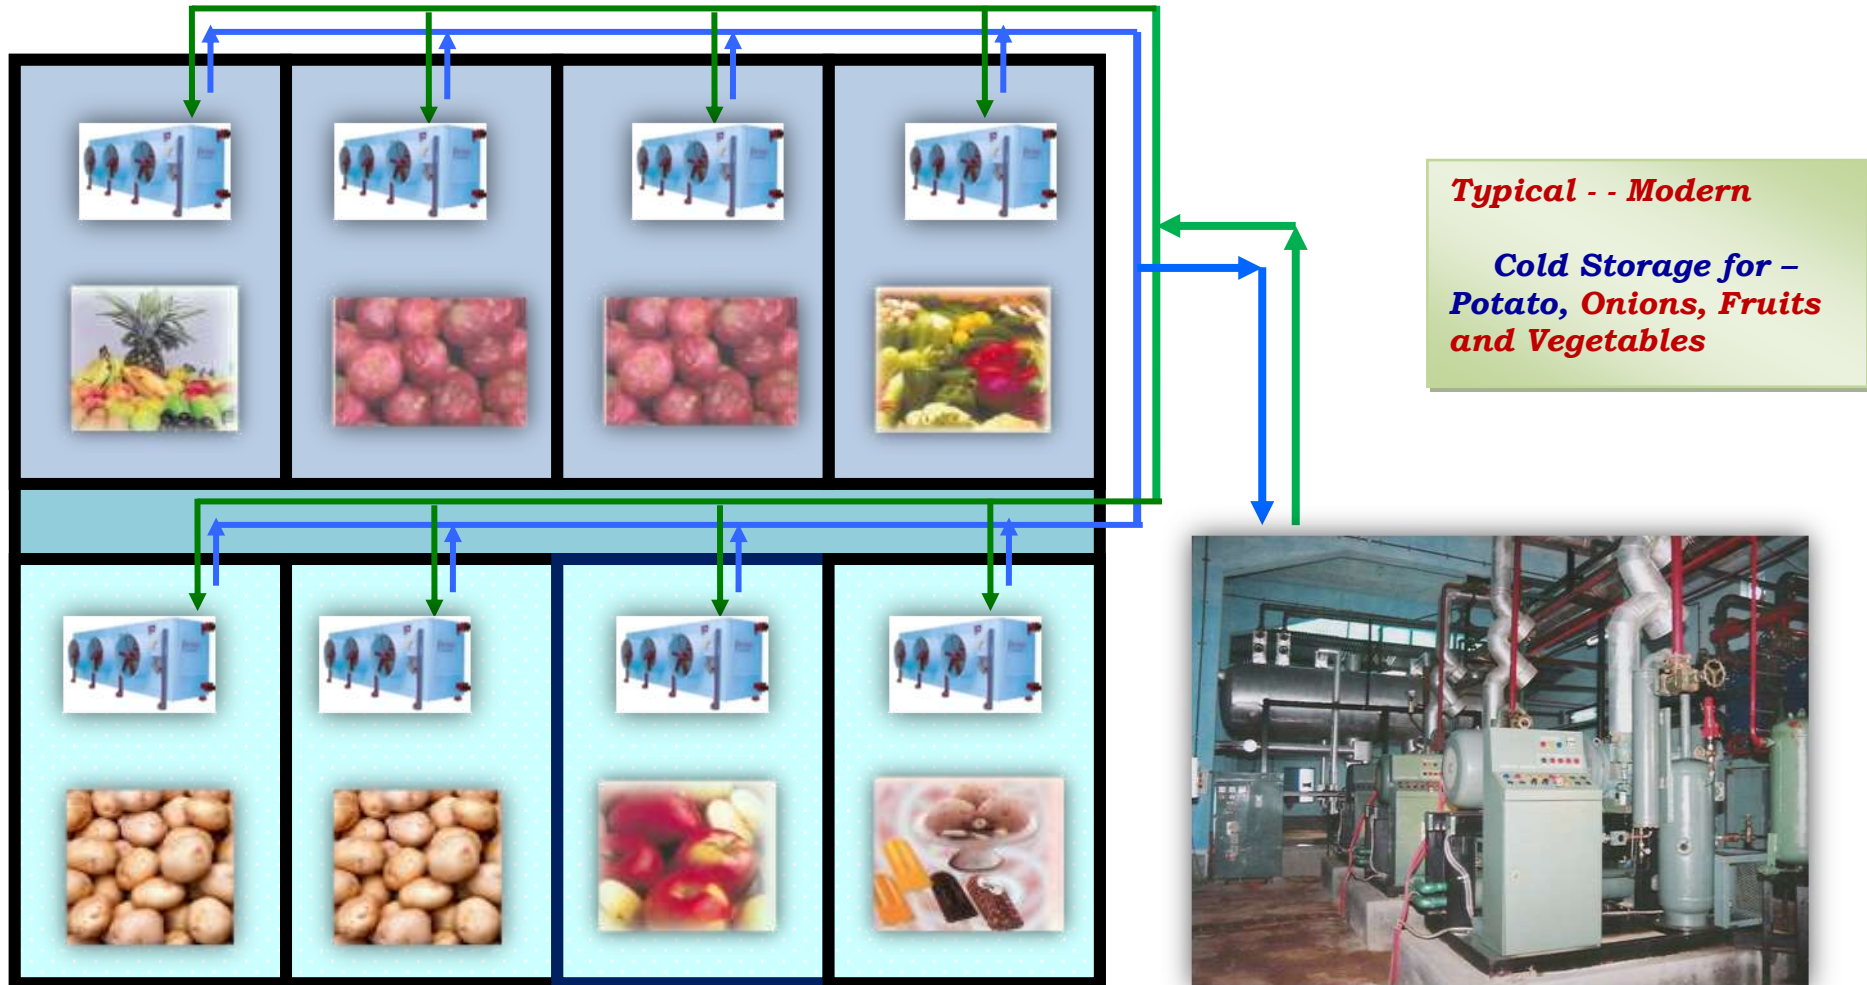 Typical - - Modern
Cold Storage for –
Potato, Onions, Fruits
and Vegetables